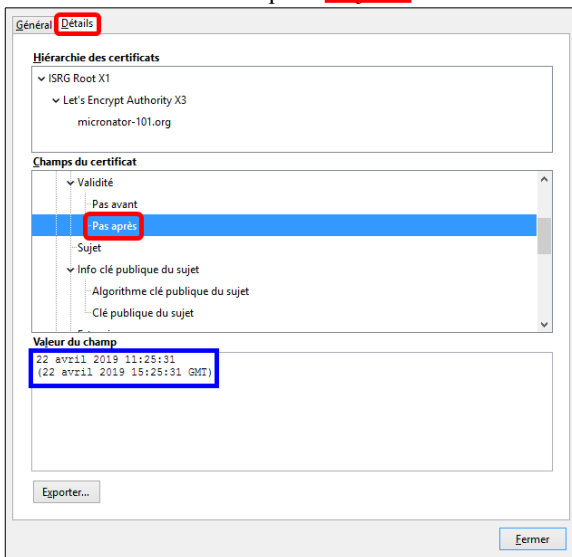 Général Détails
Hiérarchie des certificats
ISRG Root X1
Let's Encrypt Authority X3
micronator-101.org
Champs du certificat
Validité
Pas avant
Pas après
Sujet
Info clé publique du sujet
Algorithme clé publique du sujet
Clé publique du sujet
Valeur du champ
22 avril 2019 11:25:31
(22 avril 2019 15:25:31 GMT)
Exporter...
Fermer